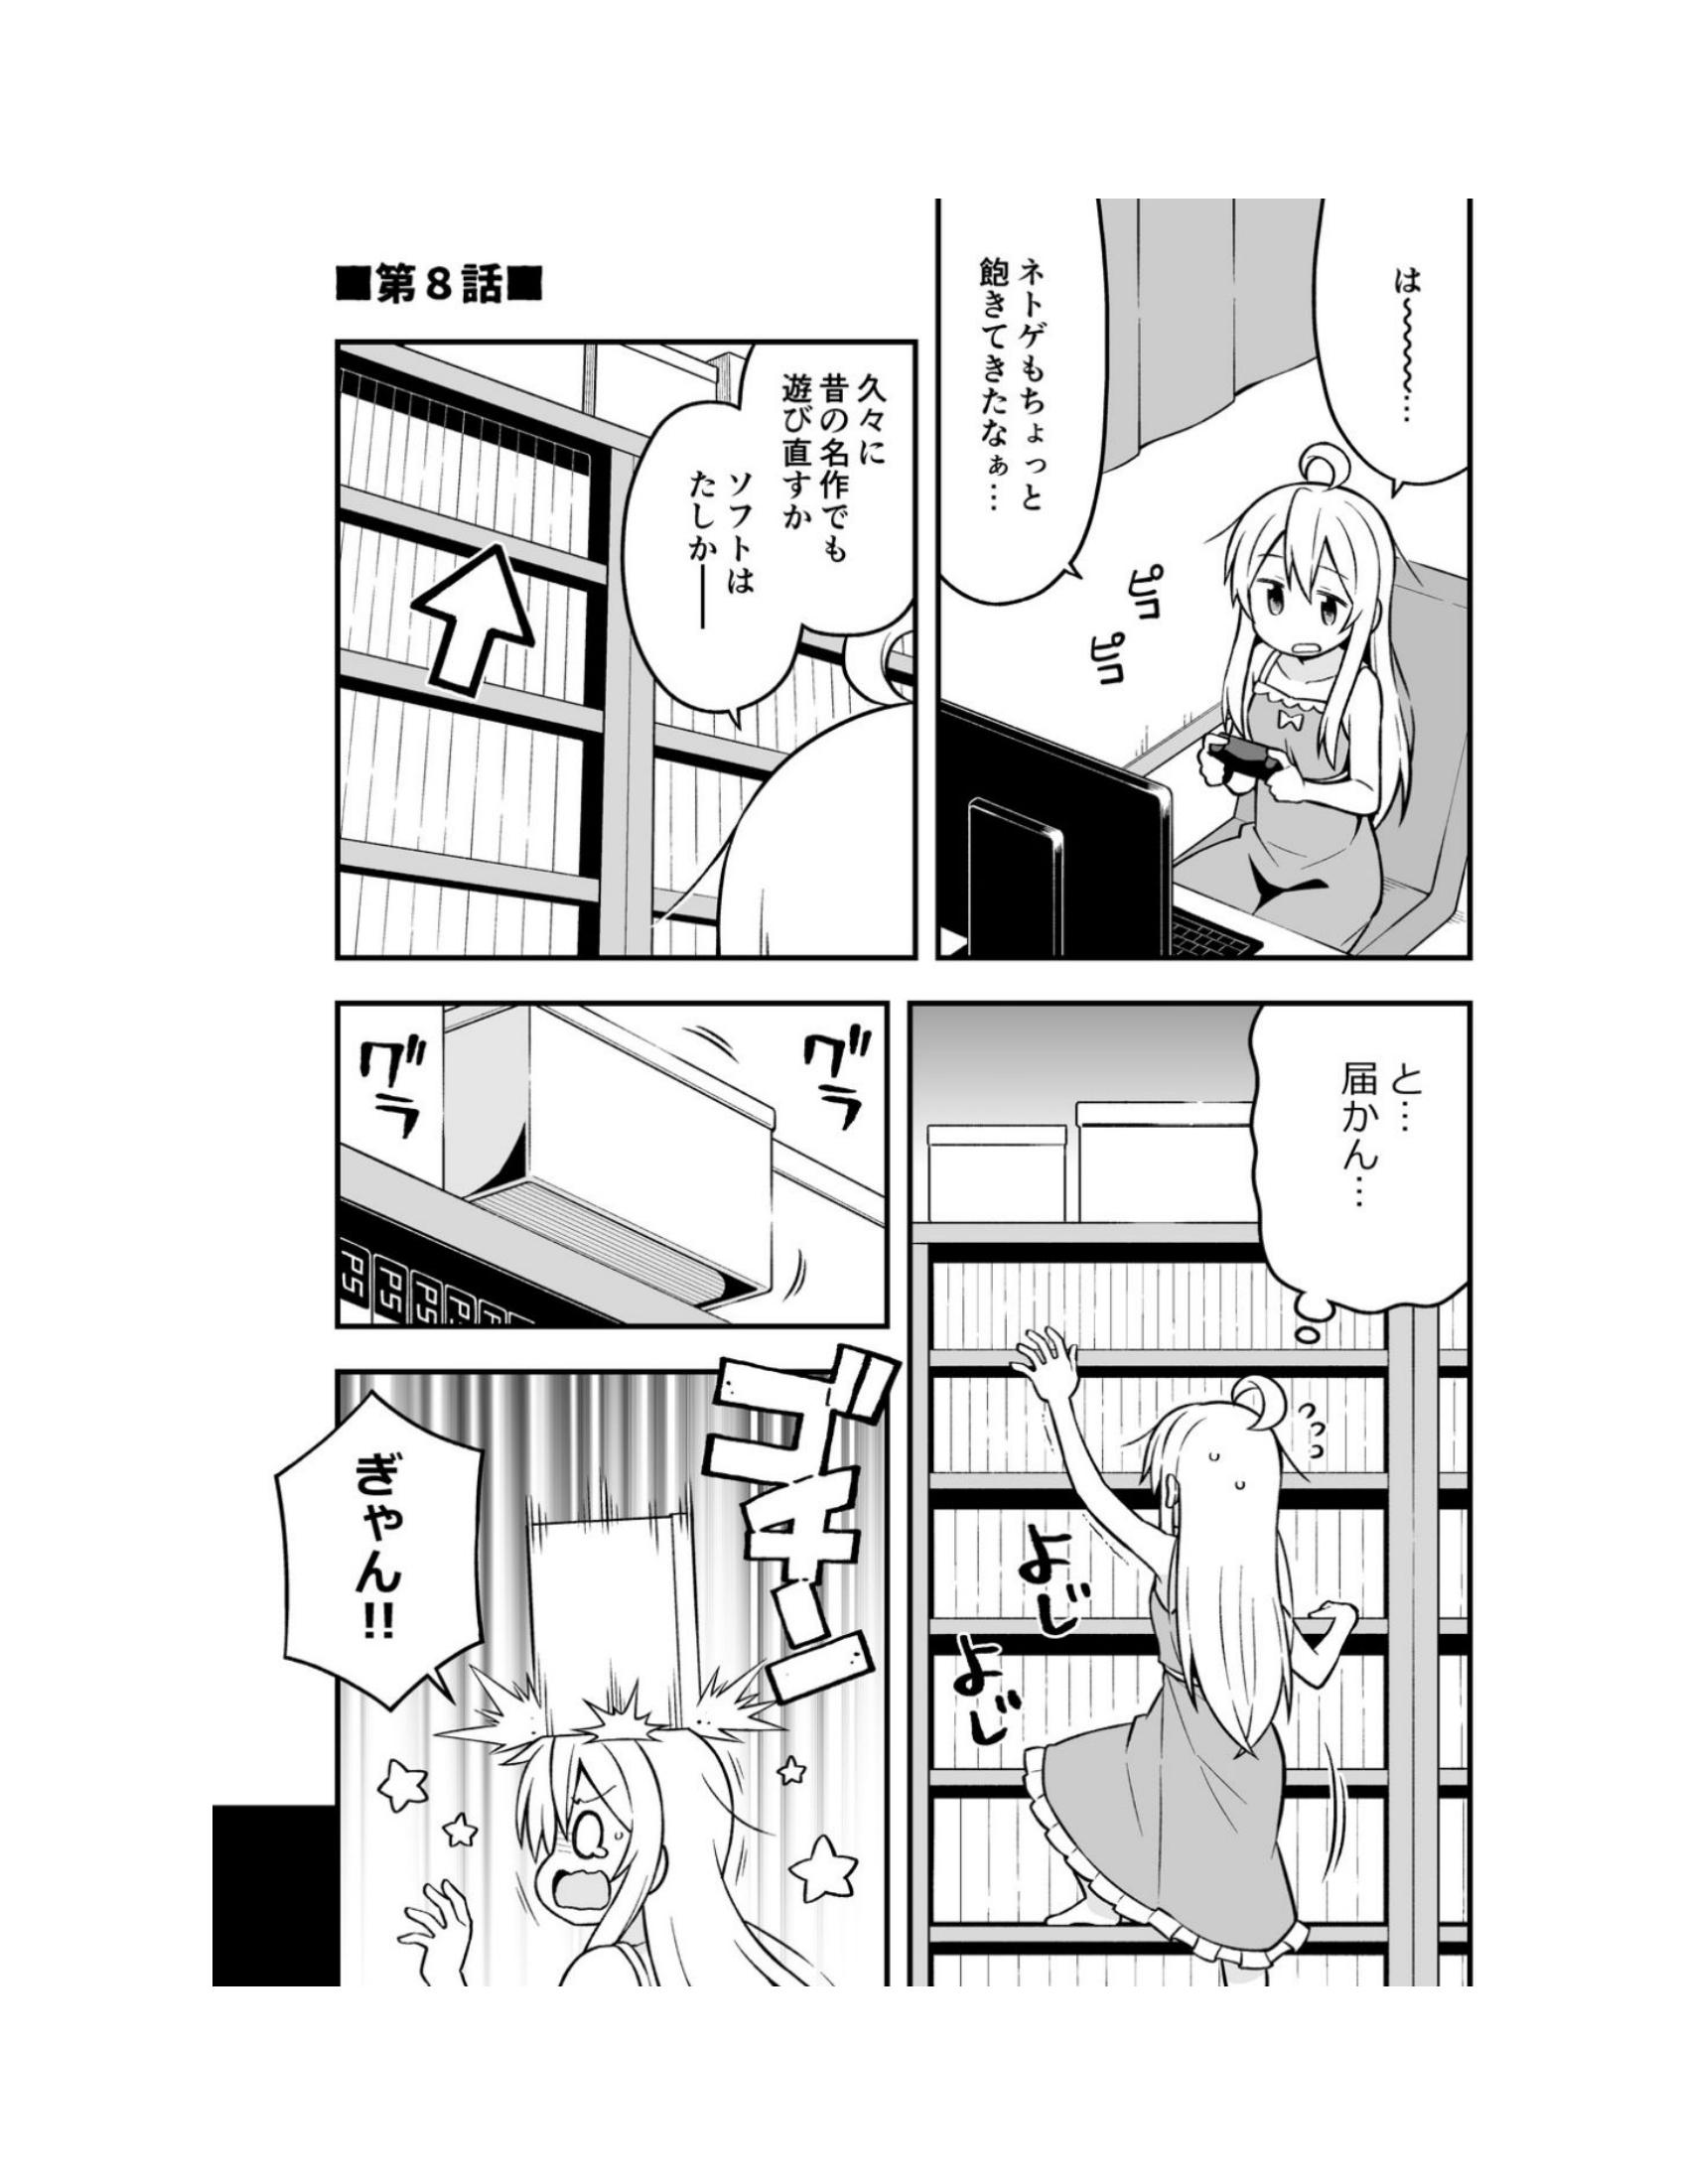 は〜〜〜〜…
ネトゲもちょっと
飽きてきたなぁ…
ピコ
ピコ
■第８話■
久々に
昔の名作でも
遊び直すか
ソフトは
たしか──
と…
届かん…
よじ
よじ
グラ
グラ
PS
PS
PS
PS
ゴキーン
ぎゃん!!